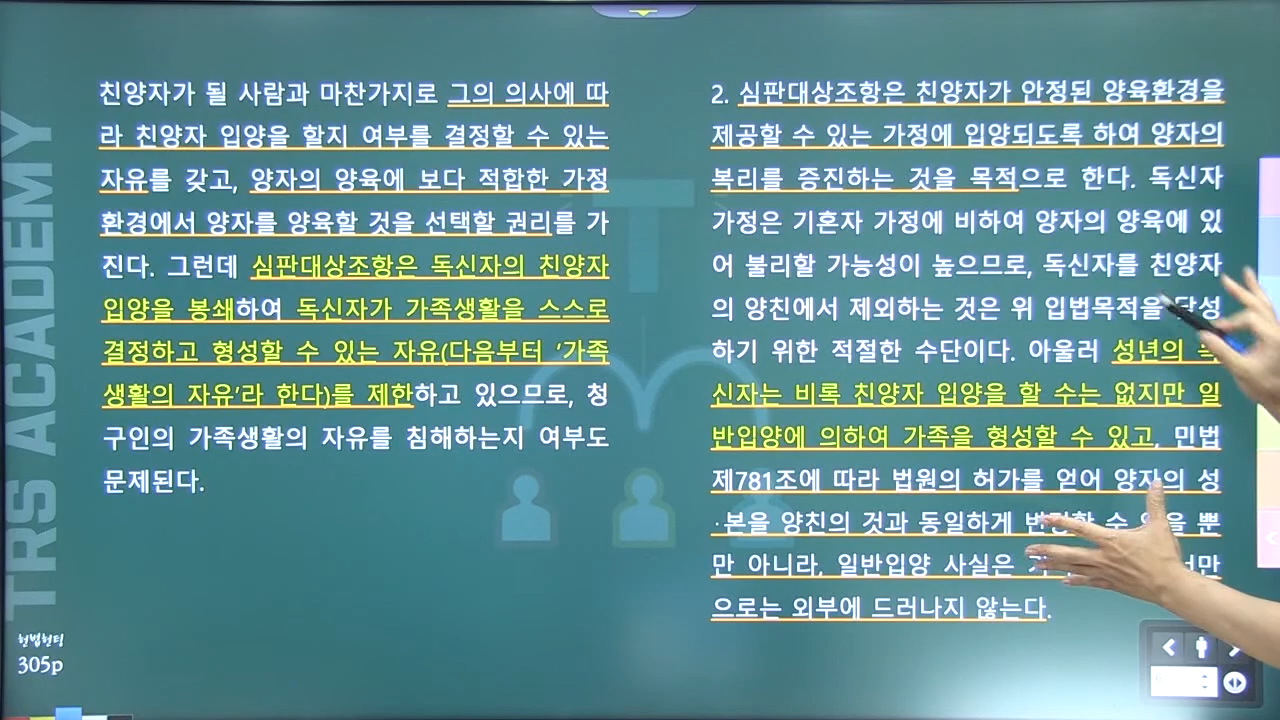 친양자가 될 사람과 마찬가지로 그의 의사에 따
라 친양자 입양을 할지 여부를 결정할 수 있는
자유를 갖고, 양자의 양육에 보다 적합한 가정
환경에서 양자를 양육할 것을 선택할 권리를 가
진다. 그런데 심판대상조항은 독신자의 친양자
입양을 봉쇄하여 독신자가 가족생활을 스스로
결정하고 형성할 수 있는 자유(다음부터 '가족
생활의 자유'라 한다)를 제한하고 있으므로, 청
구인의 가족생활의 자유를 침해하는지 여부도
문제된다.
2. 심판대상조항은 친양자가 안정된 양육환경을
제공할 수 있는 가정에 입양되도록 하여 양자의
복리를 증진하는 것을 목적으로 한다. 독신자
가정은 기혼자 가정에 비하여 양자의 양육에 있
어 불리할 가능성이 높으므로, 독신자를 친양자
의 양친에서 제외하는 것은 위 입법목적을 달성
하기 위한 적절한 수단이다. 아울러 성년의
신자는 비록 친양자 입양을 할 수는 없지만 일
반입양에 의하여 가족을 형성할 수 있고, 민법
제781조에 따라 법원의 허가를 얻어 양자의 성
·본을 양친의 것과 동일하게 변경할 수 뿐
만 아니라, 일반입양 사실은
으로는 외부에 드러나지 않는다.
TRS ACADEMY
헌법헌팅
305p